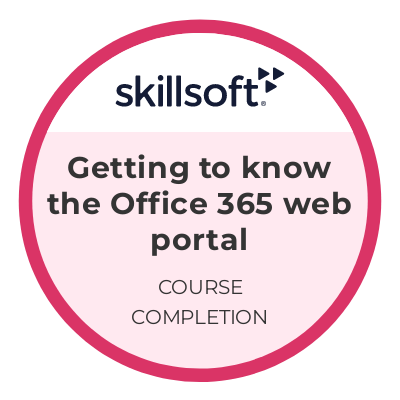 skillsoft®
Getting to know
the Office 365 web
portal
COURSE
COMPLETION